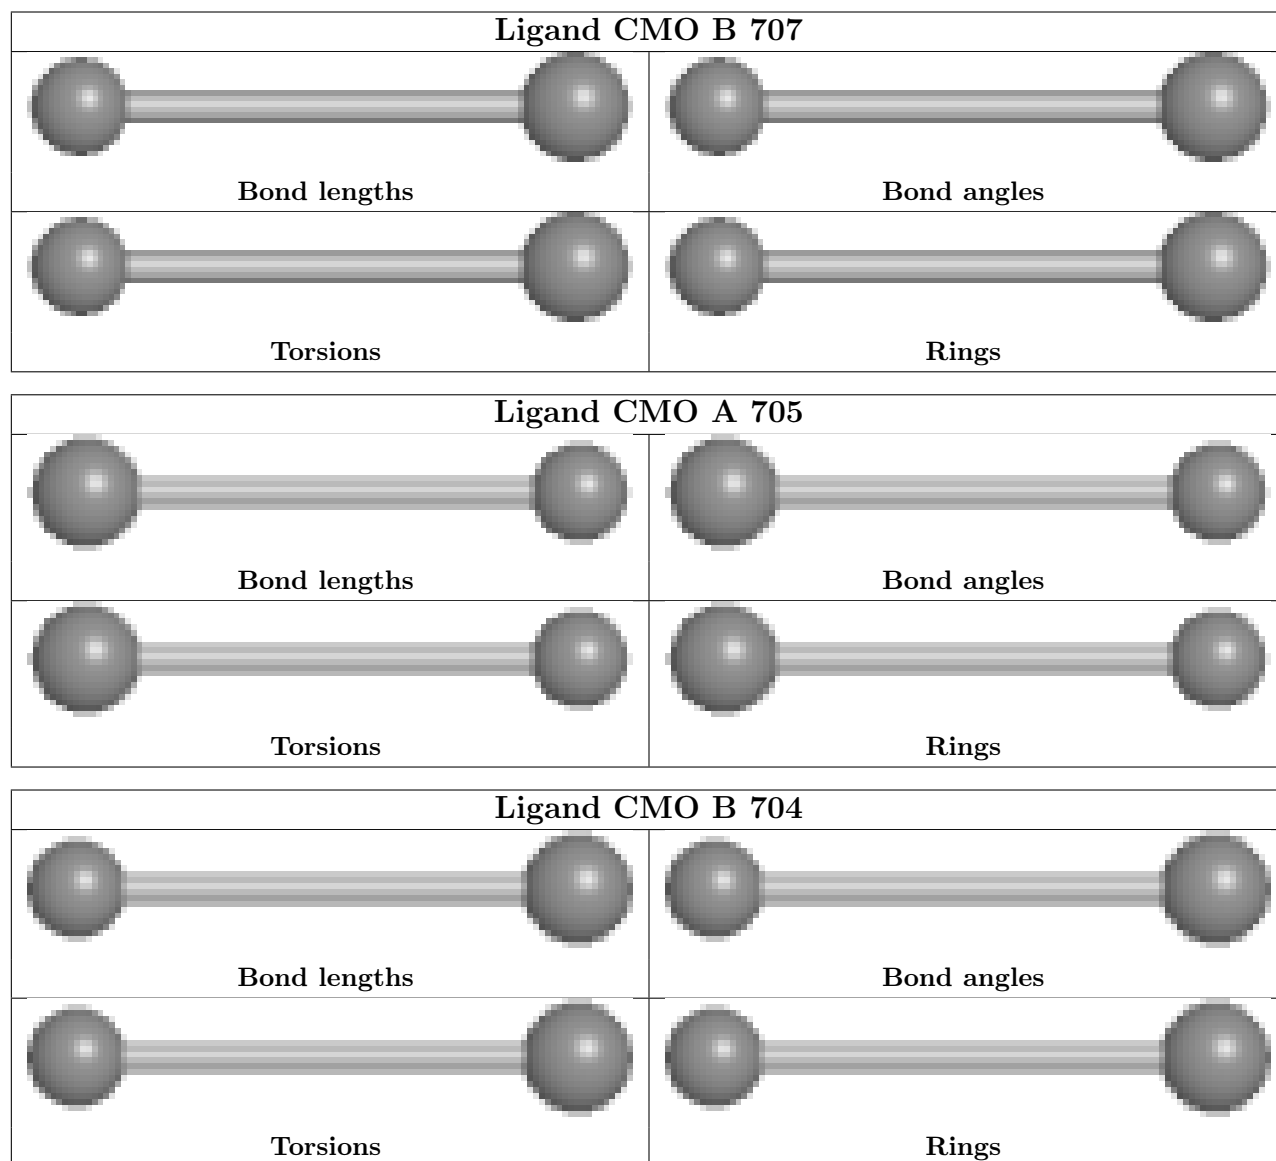 Ligand CMO B 707
Bond lengths Bond angles
Torsions Rings
Ligand CMO A 705
Bond lengths Bond angles
Torsions Rings
Ligand CMO B 704
Bond lengths Bond angles
Torsions Rings